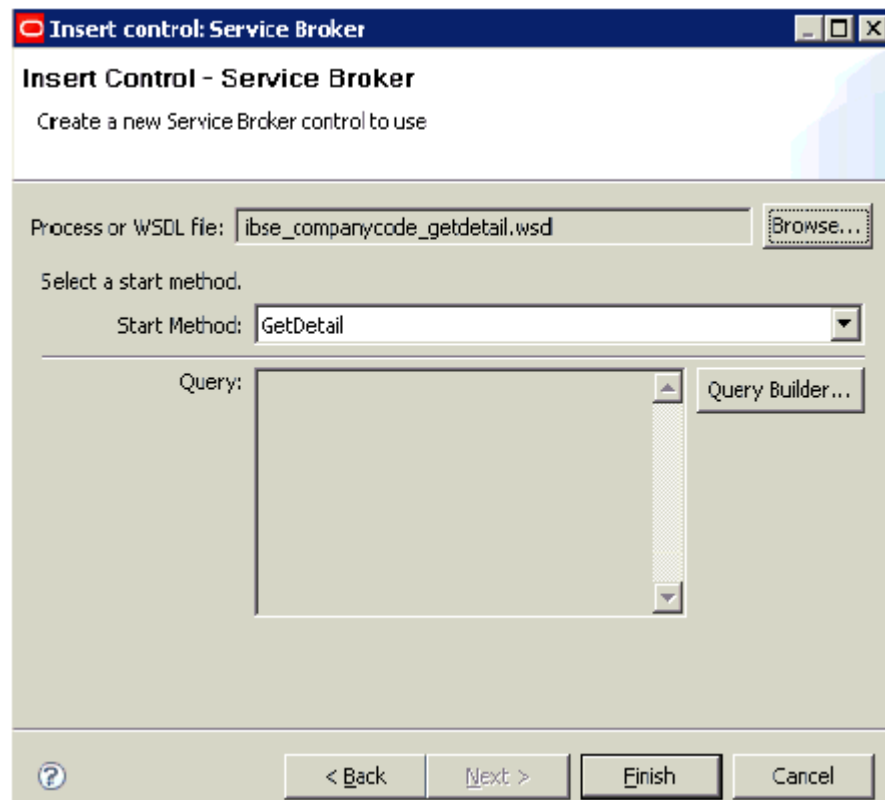 Insert control: Service Broker
Insert Control - Service Broker
Create a new Service Broker control to use
Process or WSDL file: ibse_companycode_getdetail.wsd Browse...
Select a start method.
Start Method: GetDetail
Query: Query Builder...
? < Back Next > Finish Cancel